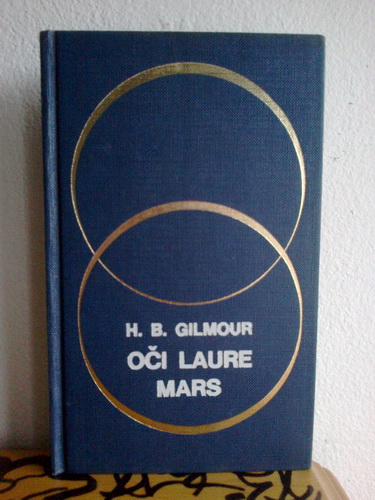 H. B. GILMOUR
OČI LAURE
MARS